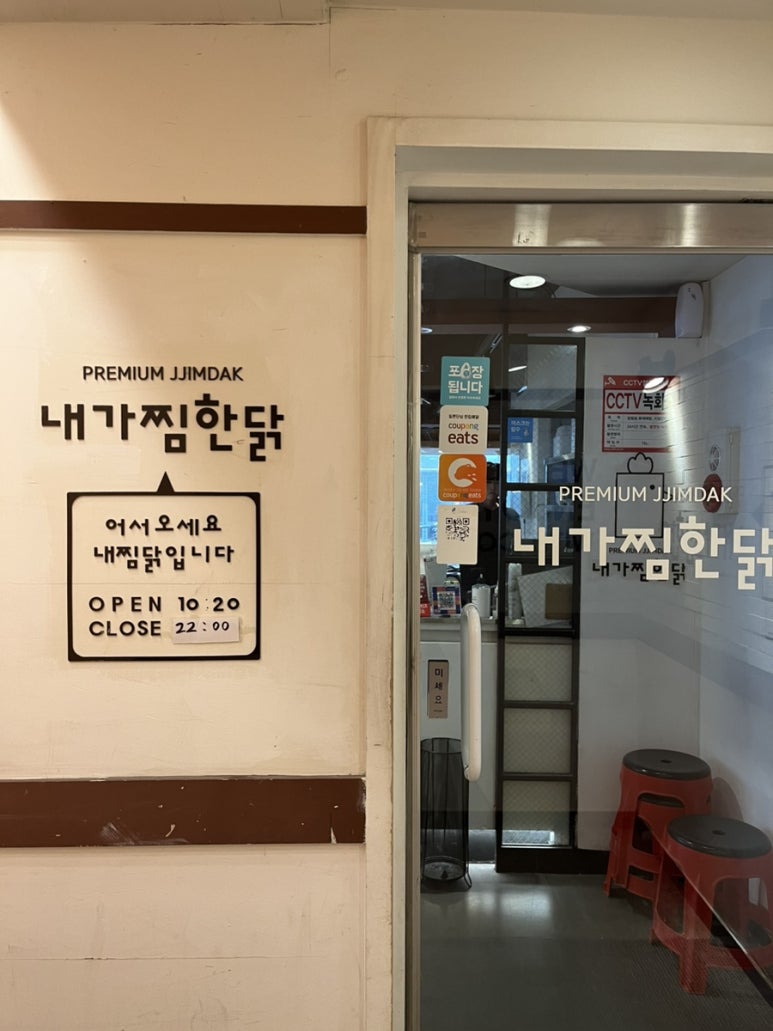 PREMIUM JJIMDAK
내가찜한닭
어서오세요
내찜닭입니다
OPEN 10:20
CLOSE 22:00
포장
됩니다
coupang
eats
coupang eats
CCTV
CCTV녹화
PREMIUM JJIMDAK
내가찜한닭
내가찜한닭
미세요